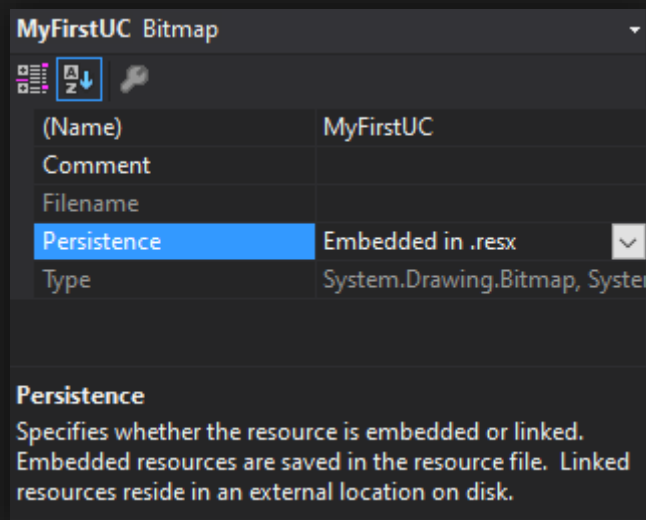 MyFirstUC Bitmap
A
Z
(Name) MyFirstUC
Comment
Filename
Persistence Embedded in .resx
Type System.Drawing.Bitmap, System
Persistence
Specifies whether the resource is embedded or linked.
Embedded resources are saved in the resource file. Linked
resources reside in an external location on disk.